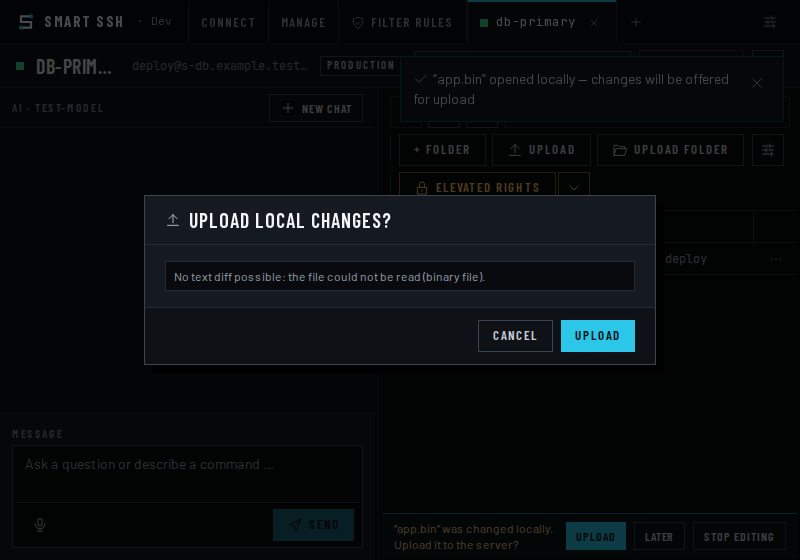 SMART SSH · Dev
CONNECT
MANAGE
FILTER RULES
db-primary
DB-PRIM…
deploy@s-db.example.test…
PRODUCTION
"app.bin" opened locally — changes will be offered
for upload
AI · TEST-MODEL
NEW CHAT
+ FOLDER
UPLOAD
UPLOAD FOLDER
ELEVATED RIGHTS
deploy
UPLOAD LOCAL CHANGES?
No text diff possible: the file could not be read (binary file).
CANCEL
UPLOAD
MESSAGE
Ask a question or describe a command …
SEND
"app.bin" was changed locally.
Upload it to the server?
UPLOAD
LATER
STOP EDITING